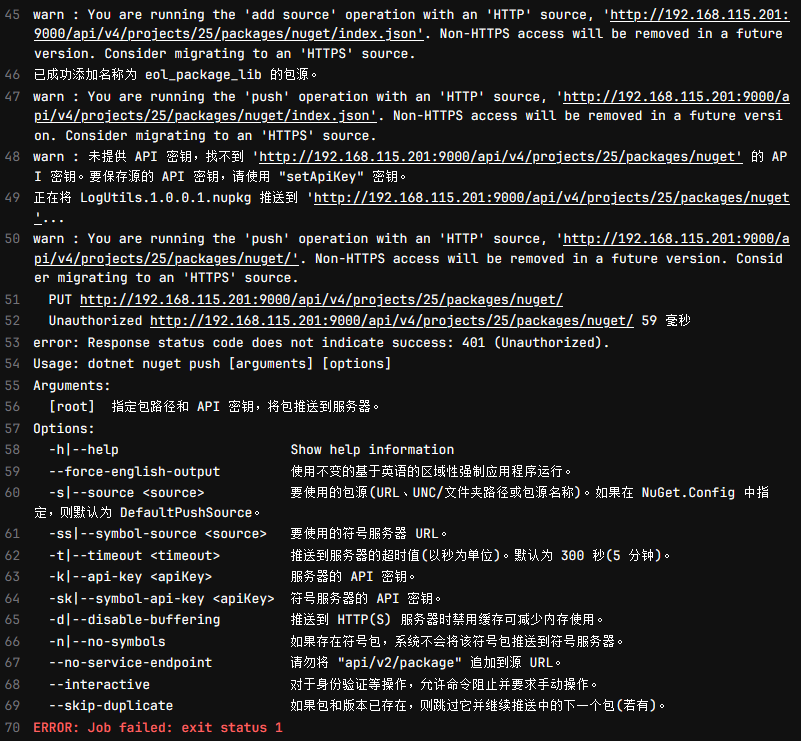 45 warn : You are running the 'add source' operation with an 'HTTP' source, 'http://192.168.115.201:
9000/api/v4/projects/25/packages/nuget/index.json'. Non-HTTPS access will be removed in a future
version. Consider migrating to an 'HTTPS' source.
46 已成功添加名称为 eol_package_lib 的包源。
47 warn : You are running the 'push' operation with an 'HTTP' source, 'http://192.168.115.201:9000/a
pi/v4/projects/25/packages/nuget/index.json'. Non-HTTPS access will be removed in a future versi
on. Consider migrating to an 'HTTPS' source.
48 warn : 未提供 API 密钥，找不到 'http://192.168.115.201:9000/api/v4/projects/25/packages/nuget' 的 AP
I 密钥。要保存源的 API 密钥，请使用 "setApiKey" 密钥。
49 正在将 LogUtils.1.0.0.1.nupkg 推送到 'http://192.168.115.201:9000/api/v4/projects/25/packages/nuget
'...
50 warn : You are running the 'push' operation with an 'HTTP' source, 'http://192.168.115.201:9000/a
pi/v4/projects/25/packages/nuget/'. Non-HTTPS access will be removed in a future version. Consid
er migrating to an 'HTTPS' source.
51 PUT http://192.168.115.201:9000/api/v4/projects/25/packages/nuget/
52 Unauthorized http://192.168.115.201:9000/api/v4/projects/25/packages/nuget/ 59 毫秒
53 error: Response status code does not indicate success: 401 (Unauthorized).
54 Usage: dotnet nuget push [arguments] [options]
55 Arguments:
56 [root] 指定包路径和 API 密钥，将包推送到服务器。
57 Options:
58 -h|--help Show help information
59 --force-english-output 使用不变的基于英语的区域性强制应用程序运行。
60 -s|--source <source> 要使用的包源(URL、UNC/文件夹路径或包源名称)。如果在 NuGet.Config 中指
定，则默认为 DefaultPushSource。
61 -ss|--symbol-source <source> 要使用的符号服务器 URL。
62 -t|--timeout <timeout> 推送到服务器的超时值(以秒为单位)。默认为 300 秒(5 分钟)。
63 -k|--api-key <apiKey> 服务器的 API 密钥。
64 -sk|--symbol-api-key <apiKey> 符号服务器的 API 密钥。
65 -d|--disable-buffering 推送到 HTTP(S) 服务器时禁用缓存可减少内存使用。
66 -n|--no-symbols 如果存在符号包，系统不会将该符号包推送到符号服务器。
67 --no-service-endpoint 请勿将 "api/v2/package" 追加到源 URL。
68 --interactive 对于身份验证等操作，允许命令阻止并要求手动操作。
69 --skip-duplicate 如果包和版本已存在，则跳过它并继续推送中的下一个包(若有)。
70 ERROR: Job failed: exit status 1